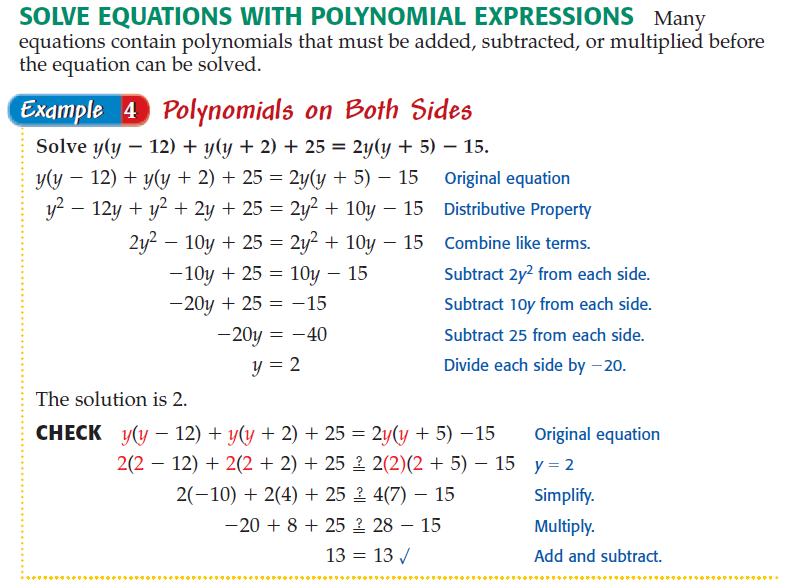 SOLVE EQUATIONS WITH POLYNOMIAL EXPRESSIONS Many
equations contain polynomials that must be added, subtracted, or multiplied before
the equation can be solved.
Example 4 Polynomials on Both Sides
Solve y(y − 12) + y(y + 2) + 25 = 2y(y + 5) − 15.
y(y − 12) + y(y + 2) + 25 = 2y(y + 5) − 15 Original equation
y² − 12y + y² + 2y + 25 = 2y² + 10y − 15 Distributive Property
2y² − 10y + 25 = 2y² + 10y − 15 Combine like terms.
−10y + 25 = 10y − 15 Subtract 2y² from each side.
−20y + 25 = −15 Subtract 10y from each side.
−20y = −40 Subtract 25 from each side.
y = 2 Divide each side by −20.
The solution is 2.
CHECK y(y − 12) + y(y + 2) + 25 = 2y(y + 5) −15 Original equation
2(2 − 12) + 2(2 + 2) + 25 ≟ 2(2)(2 + 5) − 15 y = 2
2(−10) + 2(4) + 25 ≟ 4(7) − 15 Simplify.
−20 + 8 + 25 ≟ 28 − 15 Multiply.
13 = 13 ✓ Add and subtract.